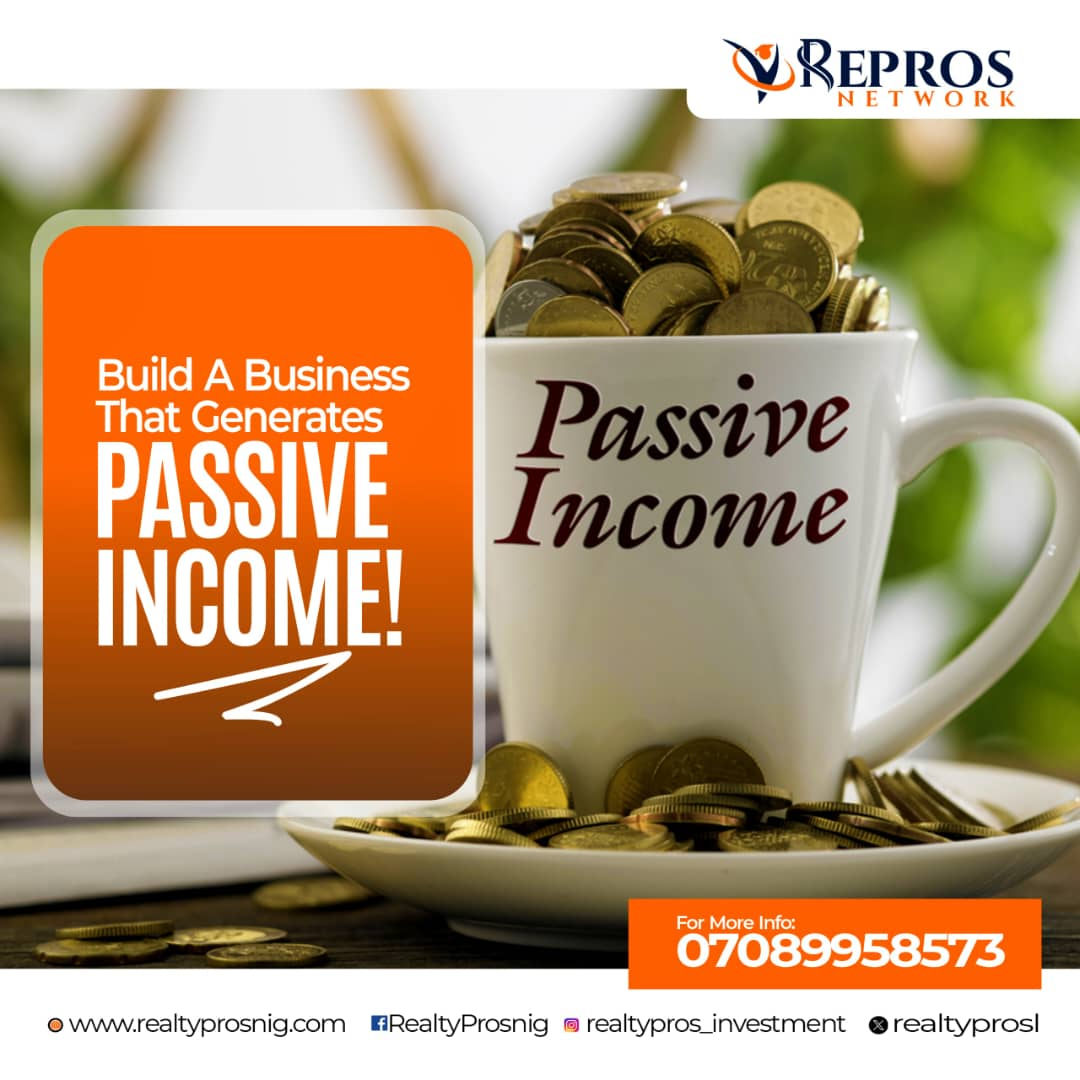 REPROS
NETWORK
Build A Business
That Generates
PASSIVE
INCOME!
Passive
Income
For More Info:
07089958573
www.realtyprosnig.com RealtyProsnig realtypros_investment realtyprosl